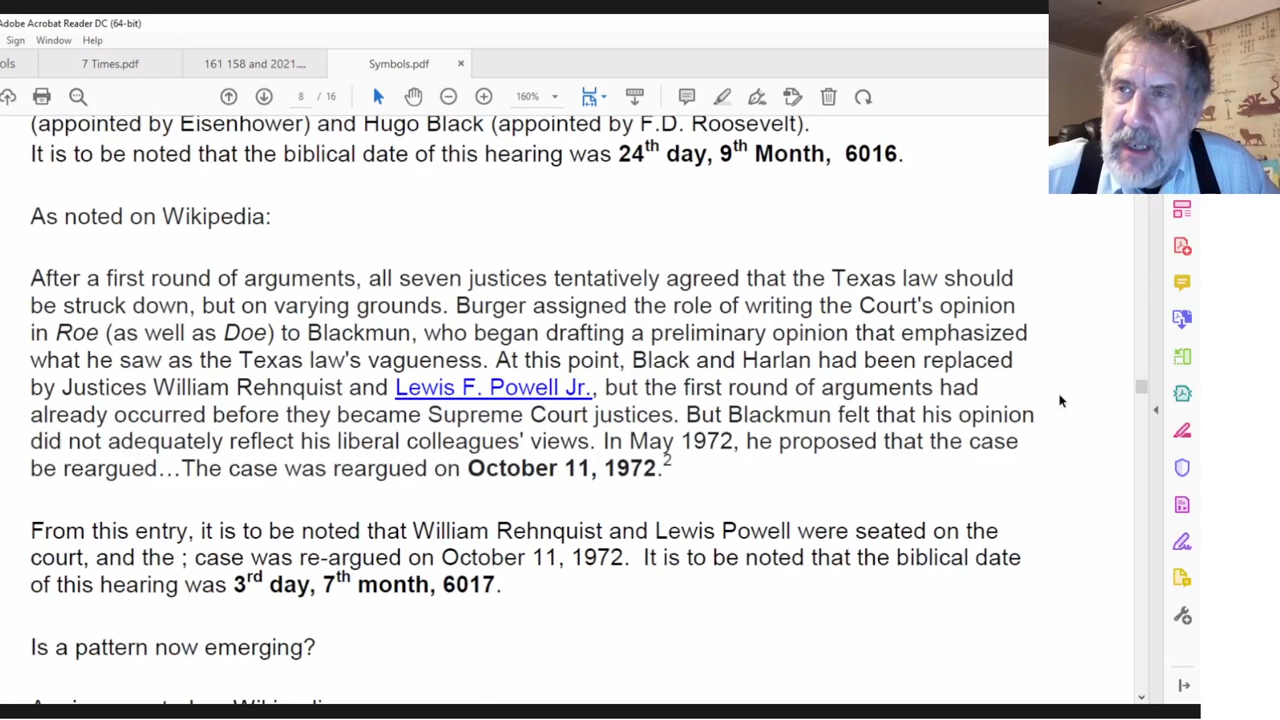 Adobe Acrobat Reader DC (64-bit)
Sign Window Help
ols 7 Times.pdf 161 158 and 2021.... Symbols.pdf ×
8 / 16 160%
(appointed by Eisenhower) and Hugo Black (appointed by F.D. Roosevelt).
It is to be noted that the biblical date of this hearing was 24th day, 9th Month, 6016.
As noted on Wikipedia:
After a first round of arguments, all seven justices tentatively agreed that the Texas law should
be struck down, but on varying grounds. Burger assigned the role of writing the Court's opinion
in Roe (as well as Doe) to Blackmun, who began drafting a preliminary opinion that emphasized
what he saw as the Texas law's vagueness. At this point, Black and Harlan had been replaced
by Justices William Rehnquist and Lewis F. Powell Jr., but the first round of arguments had
already occurred before they became Supreme Court justices. But Blackmun felt that his opinion
did not adequately reflect his liberal colleagues' views. In May 1972, he proposed that the case
be reargued…The case was reargued on October 11, 1972.2
From this entry, it is to be noted that William Rehnquist and Lewis Powell were seated on the
court, and the ; case was re-argued on October 11, 1972. It is to be noted that the biblical date
of this hearing was 3rd day, 7th month, 6017.
Is a pattern now emerging?